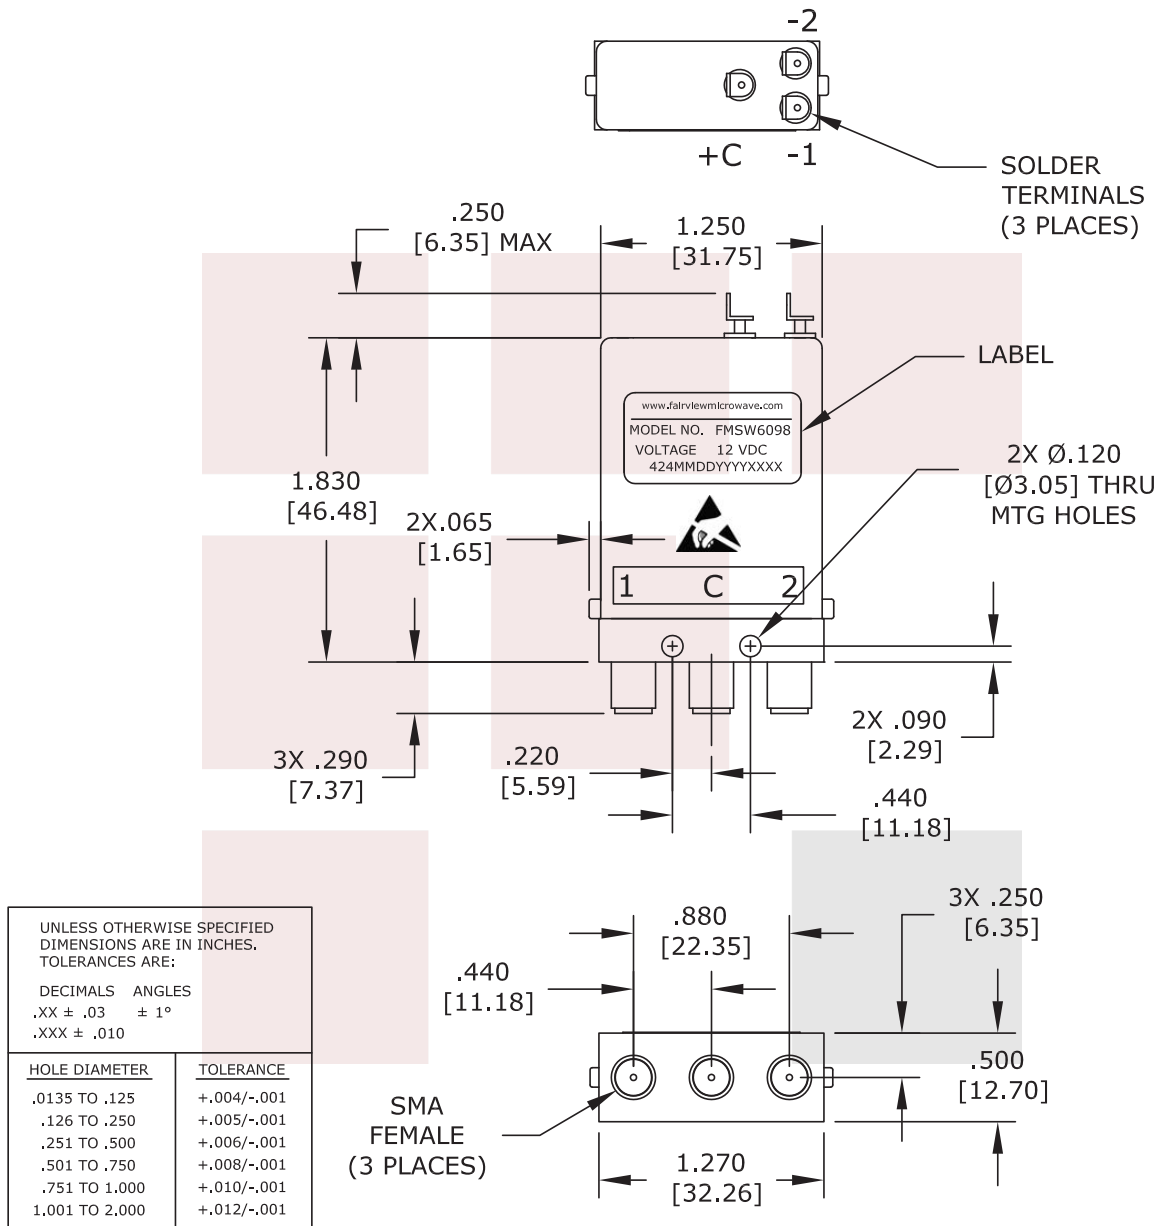 -2
+C
-1
SOLDER
TERMINALS
(3 PLACES)
.250
[6.35] MAX
1.250
[31.75]
LABEL
www.fairviewmicrowave.com
MODEL NO. FMSW6098
VOLTAGE 12 VDC
424MMDDYYYYXXXX
2X Ø.120
[Ø3.05] THRU
MTG HOLES
1.830
[46.48]
2X.065
[1.65]
1 C 2
2X .090
[2.29]
3X .290
[7.37]
.220
[5.59]
.440
[11.18]
UNLESS OTHERWISE SPECIFIED
DIMENSIONS ARE IN INCHES.
TOLERANCES ARE:
DECIMALS ANGLES
.XX ± .03 ± 1°
.XXX ± .010
HOLE DIAMETER TOLERANCE
.0135 TO .125 +.004/-.001
.126 TO .250 +.005/-.001
.251 TO .500 +.006/-.001
.501 TO .750 +.008/-.001
.751 TO 1.000 +.010/-.001
1.001 TO 2.000 +.012/-.001
.880
[22.35]
.440
[11.18]
3X .250
[6.35]
.500
[12.70]
SMA
FEMALE
(3 PLACES)
1.270
[32.26]